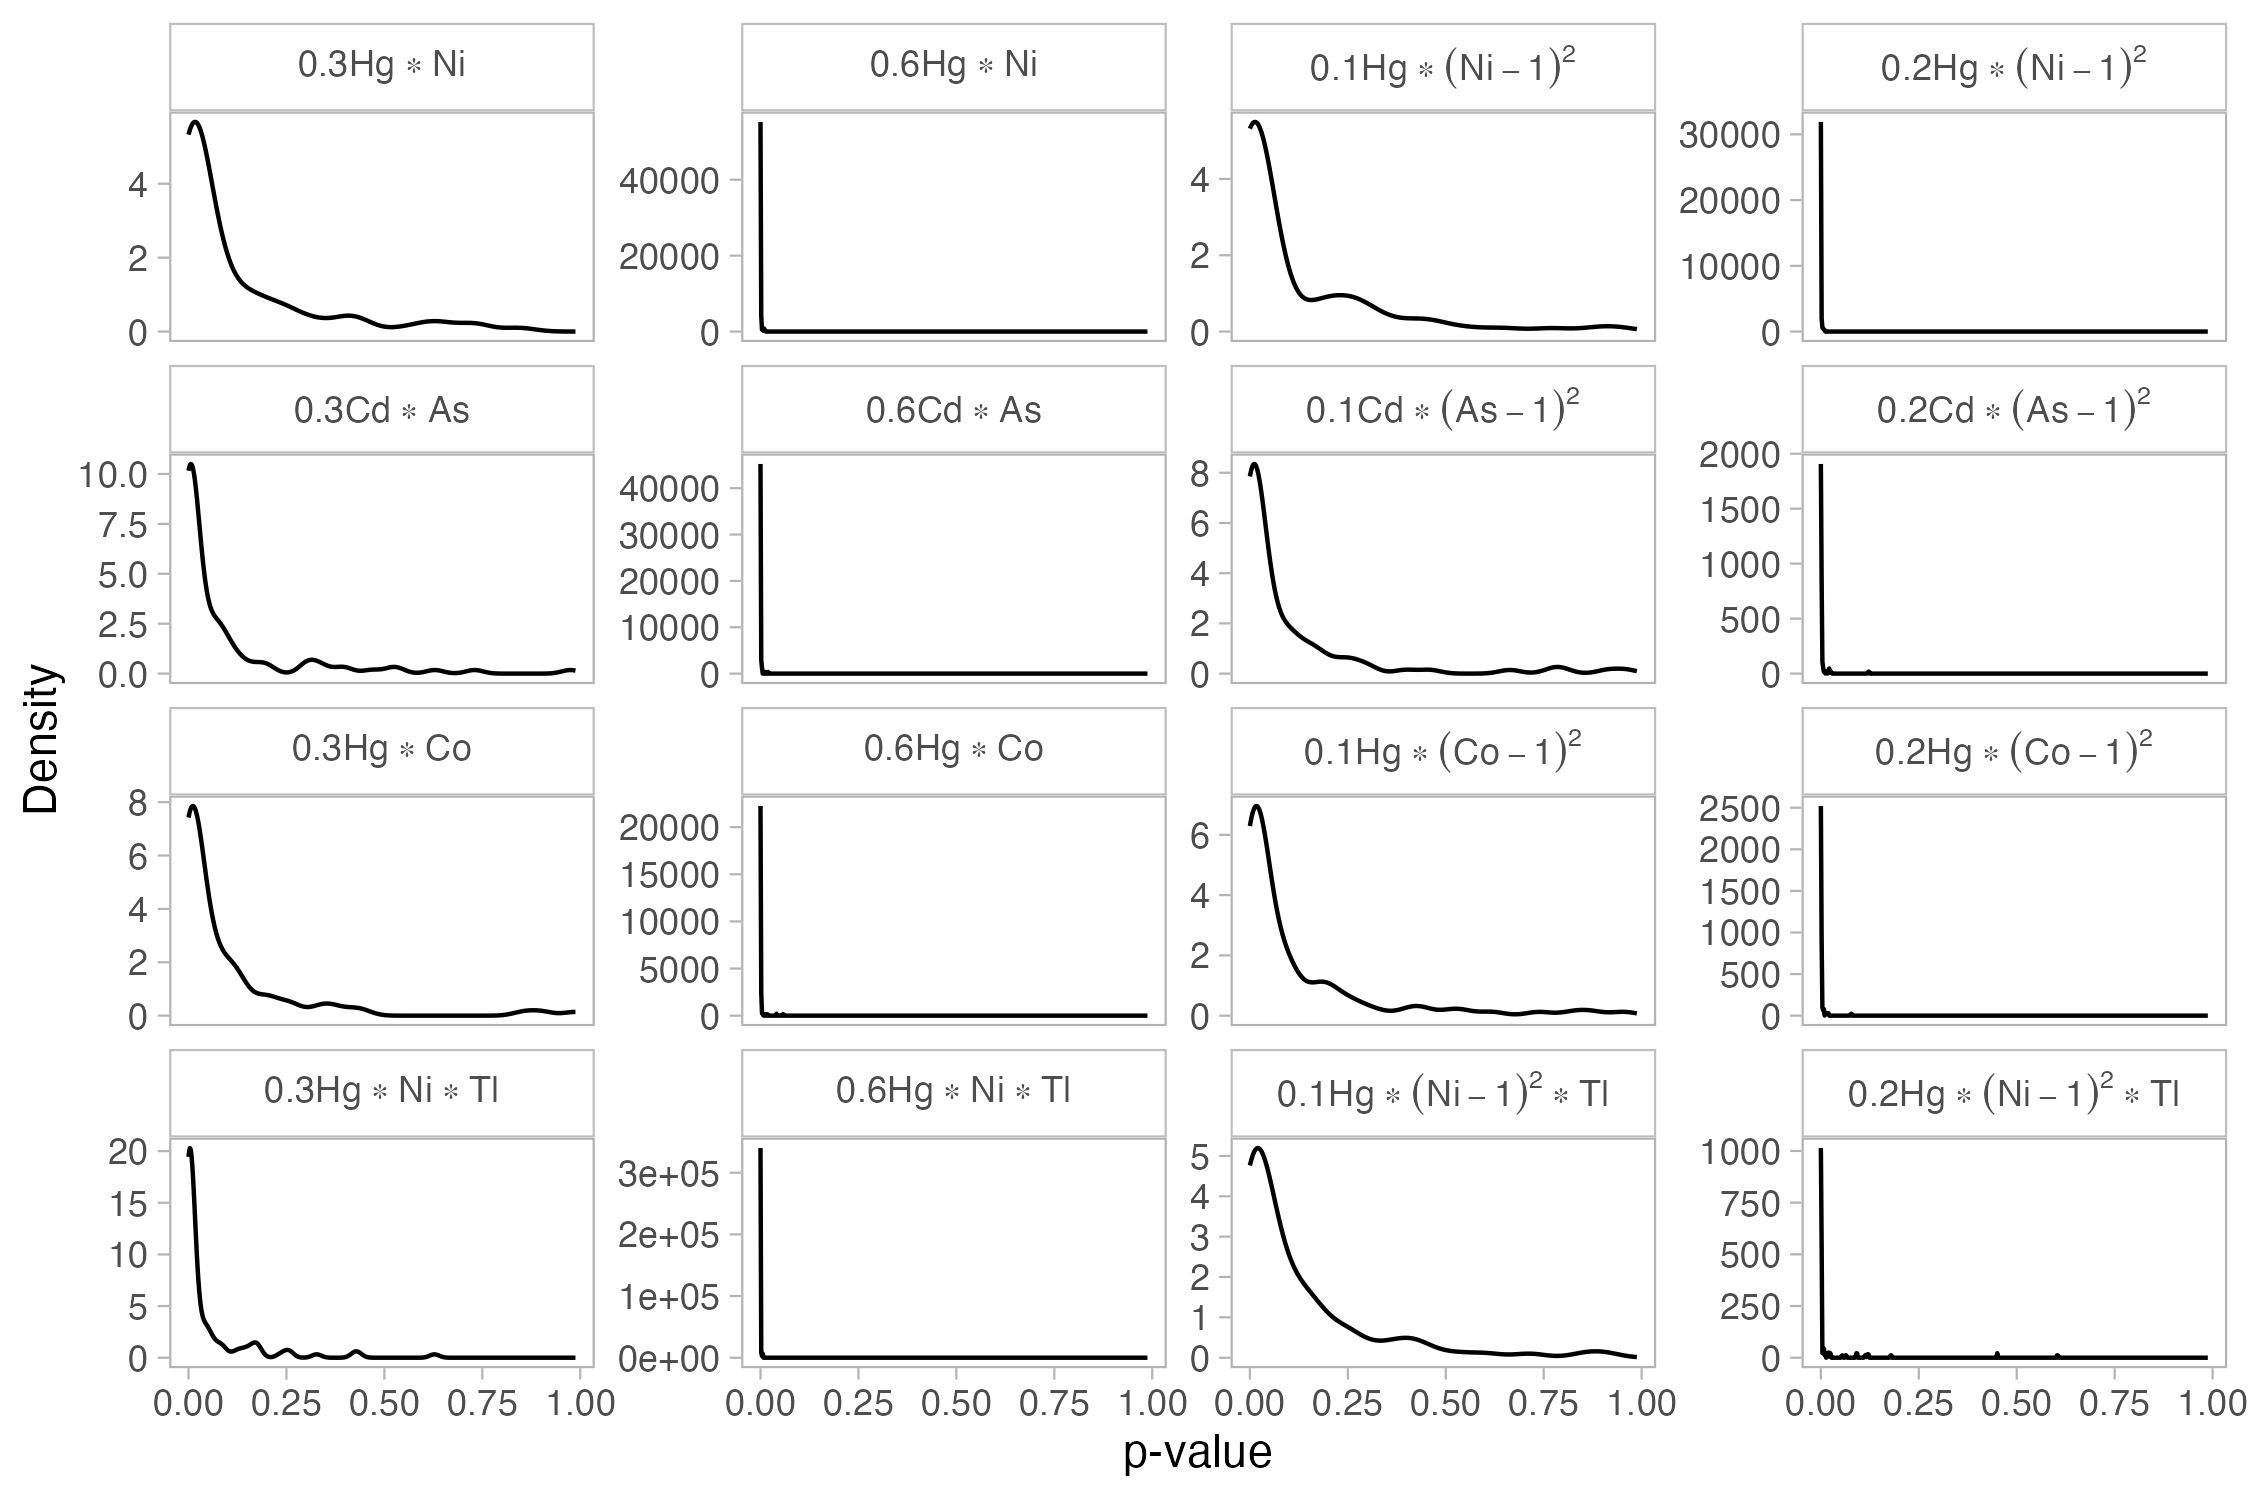 0.3Hg ∗ Ni
0.6Hg ∗ Ni
0.1Hg ∗ (Ni − 1)²
0.2Hg ∗ (Ni − 1)²
4
2
0
40000
20000
0
4
2
0
30000
20000
10000
0
0.3Cd ∗ As
0.6Cd ∗ As
0.1Cd ∗ (As − 1)²
0.2Cd ∗ (As − 1)²
10.0
7.5
5.0
2.5
0.0
40000
30000
20000
10000
0
8
6
4
2
0
2000
1500
1000
500
0
Density
0.3Hg ∗ Co
0.6Hg ∗ Co
0.1Hg ∗ (Co − 1)²
0.2Hg ∗ (Co − 1)²
8
6
4
2
0
20000
15000
10000
5000
0
6
4
2
0
2500
2000
1500
1000
500
0
0.3Hg ∗ Ni ∗ Tl
0.6Hg ∗ Ni ∗ Tl
0.1Hg ∗ (Ni − 1)² ∗ Tl
0.2Hg ∗ (Ni − 1)² ∗ Tl
20
15
10
5
0
3e+05
2e+05
1e+05
0e+00
5
4
3
2
1
0
1000
750
500
250
0
0.00 0.25 0.50 0.75 1.00
0.00 0.25 0.50 0.75 1.00
0.00 0.25 0.50 0.75 1.00
0.00 0.25 0.50 0.75 1.00
p-value